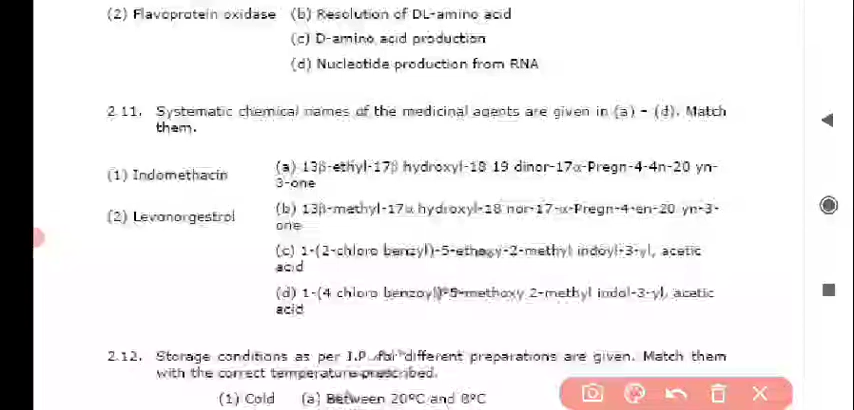 (2) Flavoprotein oxidase (b) Resolution of DL-amino acid
(c) D-amino acid production
(d) Nucleotide production from RNA
2.11. Systematic chemical names of the medicinal agents are given in (a) - (d). Match
them.
(1) Indomethacin (a) 13β-ethyl-17β hydroxyl-18 19 dinor-17α-Pregn-4-4n-20 yn-
3-one
(2) Levonorgestrol (b) 13β-methyl-17α hydroxyl-18 nor-17-α-Pregn-4-en-20 yn-3-
one
(c) 1-(2-chloro benzyl)-5-ethoxy-2-methyl indoyl-3-yl, acetic
acid
(d) 1-(4 chloro benzoyl) 5-methoxy 2-methyl indol-3-yl, acetic
acid
2.12. Storage conditions as per I.P. for different preparations are given. Match them
with the correct temperature prescribed.
(1) Cold (a) Between 20°C and 8°C